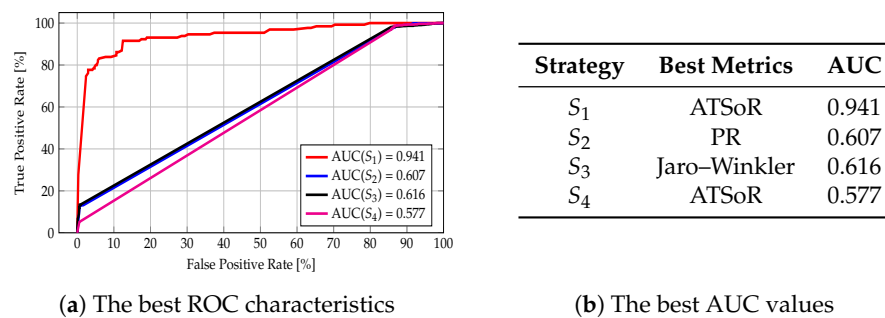 True Positive Rate [%]
100
80
60
40
20
0
AUC(S1) = 0.941
AUC(S2) = 0.607
AUC(S3) = 0.616
AUC(S4) = 0.577
0 10 20 30 40 50 60 70 80 90 100
False Positive Rate [%]
(a) The best ROC characteristics
Strategy Best Metrics AUC
S1 ATSoR 0.941
S2 PR 0.607
S3 Jaro–Winkler 0.616
S4 ATSoR 0.577
(b) The best AUC values